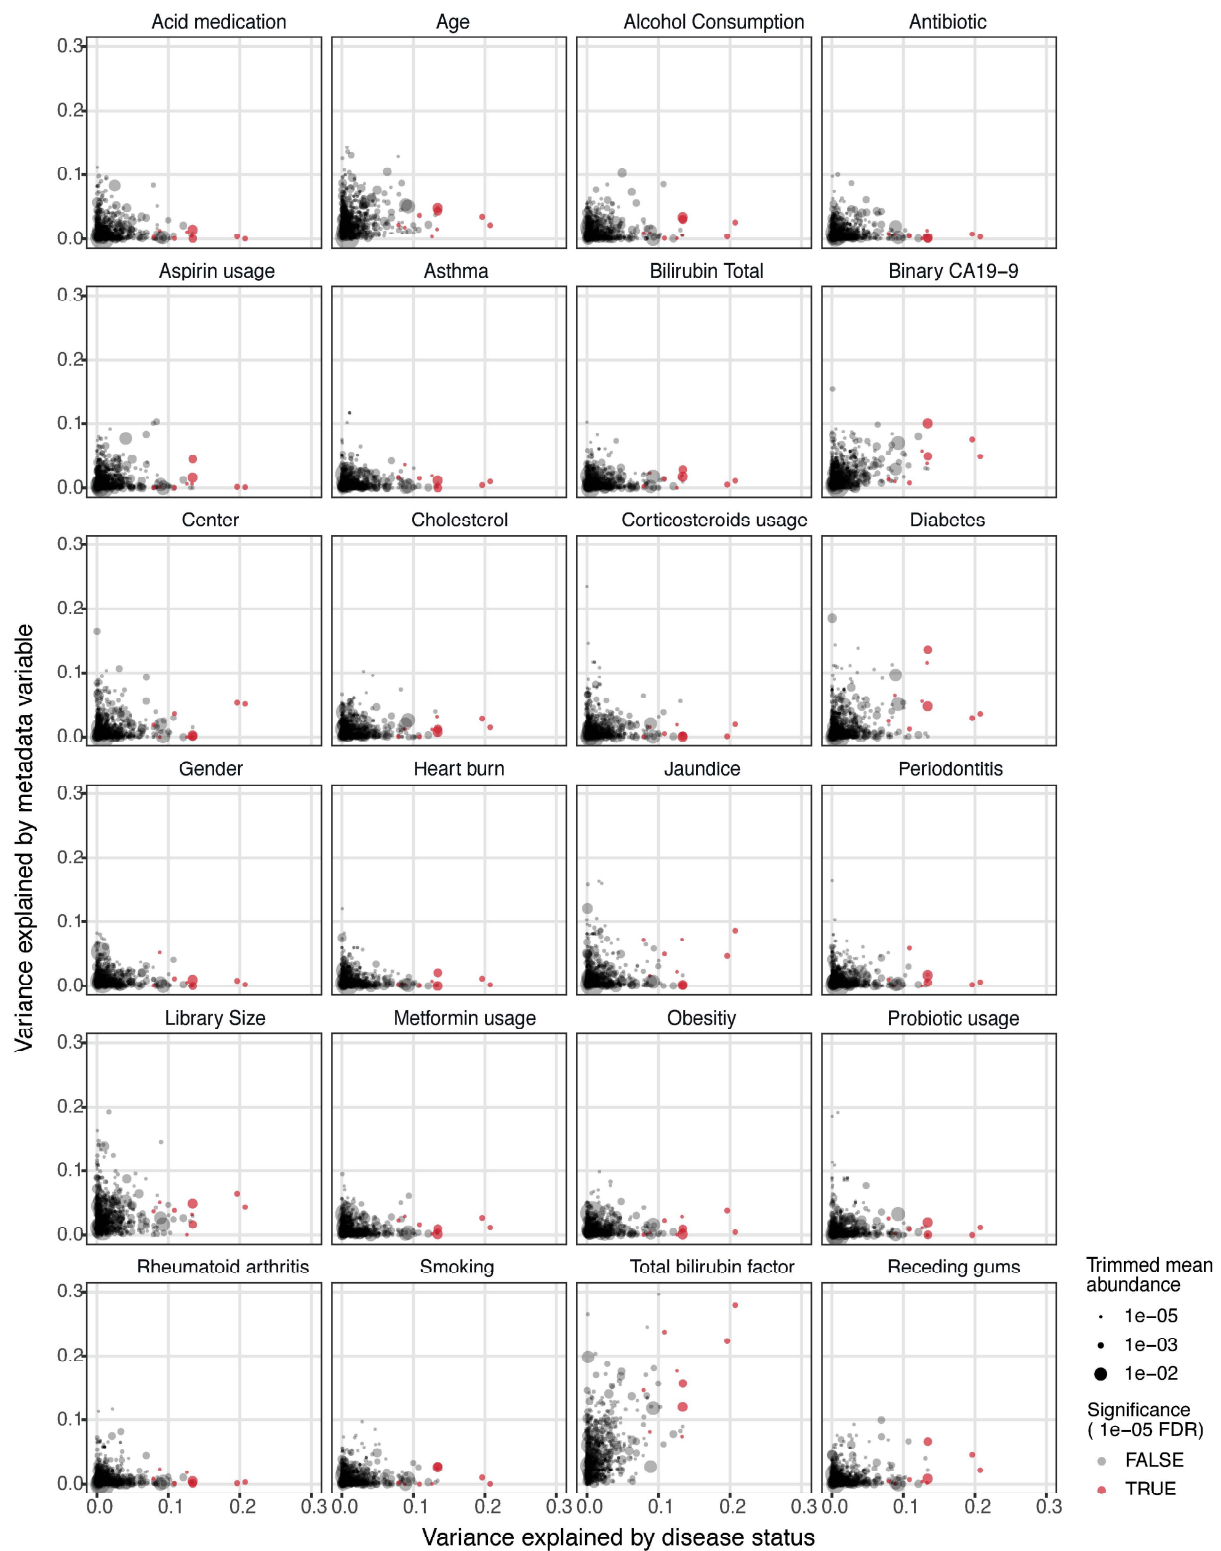 Acid medication Age Alcohol Consumption Antibiotic
0.3
0.2
0.1
0.0
Aspirin usage Asthma Bilirubin Total Binary CA19−9
0.3
0.2
0.1
0.0
Center Cholesterol Corticosteroids usage Diabetes
0.3
0.2
0.1
0.0
Gender Heart burn Jaundice Periodontitis
0.3
0.2
0.1
0.0
Library Size Metformin usage Obesitiy Probiotic usage
0.3
0.2
0.1
0.0
Rheumatoid arthritis Smoking Total bilirubin factor Receding gums
0.3
0.2
0.1
0.0
0.0 0.1 0.2 0.3 0.0 0.1 0.2 0.3 0.0 0.1 0.2 0.3 0.0 0.1 0.2 0.3
Variance explained by disease status
Variance explained by metadata variable
Trimmed mean
abundance
1e−05
1e−03
1e−02
Significance
( 1e−05 FDR)
FALSE
TRUE